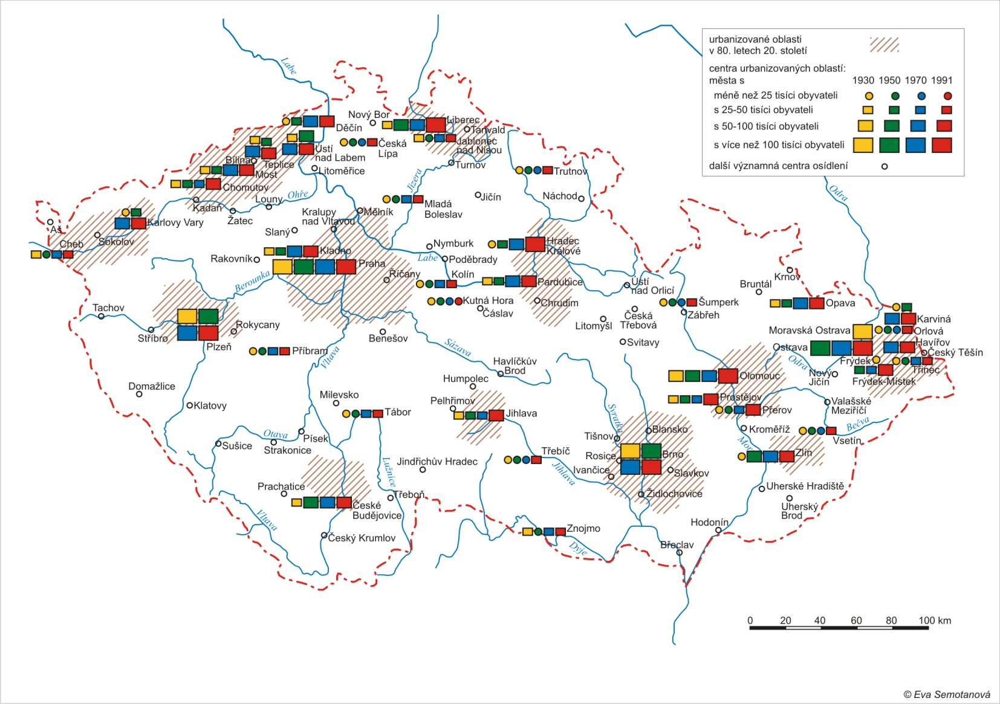 urbanizované oblasti
v 80. letech 20. století
centra urbanizovaných oblastí:
města s
1930 1950 1970 1991
méně než 25 tisíci obyvateli
s 25-50 tisíci obyvateli
s 50-100 tisíci obyvateli
s více než 100 tisíci obyvateli
další významná centra osídlení
Labe
Nový Bor
Liberec
Děčín
Tanvald
Česká
Lípa
Jablonec
nad Nisou
Ústí
nad Labem
Bílina
Teplice
Turnov
Litoměřice
Most
Jizera
Trutnov
Odra
Chomutov
Ohře
Louny
Kadaň
Jičín
Náchod
Mladá
Boleslav
Žatec
Kralupy
nad Vltavou
Mělník
Karlovy Vary
Aš
Slaný
Sokolov
Cheb
Nymburk
Hradec
Králové
Kladno
Rakovník
Labe
Poděbrady
Praha
Říčany
Kolín
Berounka
Pardubice
Ústí
nad Orlicí
Krnov
Bruntál
Kutná Hora
Chrudim
Čáslav
Šumperk
Opava
Tachov
Zábřeh
Česká
Třebová
Litomyšl
Karviná
Rokycany
Stříbro
Plzeň
Benešov
Moravská Ostrava
Orlová
Svitavy
Ostrava
Havířov
Český Těšín
Příbram
Vltava
Sázava
Havlíčkův
Brod
Odra
Frýdek
Třinec
Nový
Jičín
Frýdek-Místek
Humpolec
Olomouc
Domažlice
Milevsko
Pelhřimov
Prostějov
Valašské
Meziříčí
Klatovy
Tábor
Jihlava
Svratka
Přerov
Bečva
Otava
Písek
Sušice
Strakonice
Tišnov
Blansko
Kroměříž
Vsetín
Mor
Rosice
Brno
Zlín
Třebíč
Jindřichův Hradec
Lužnice
Jihlava
Ivančice
Slavkov
Prachatice
Třeboň
Židlochovice
Uherské Hradiště
České
Budějovice
Uherský
Brod
Vltava
Hodonín
Český Krumlov
Znojmo
Dyje
Břeclav
0 20 40 60 80 100 km
© Eva Semotanová